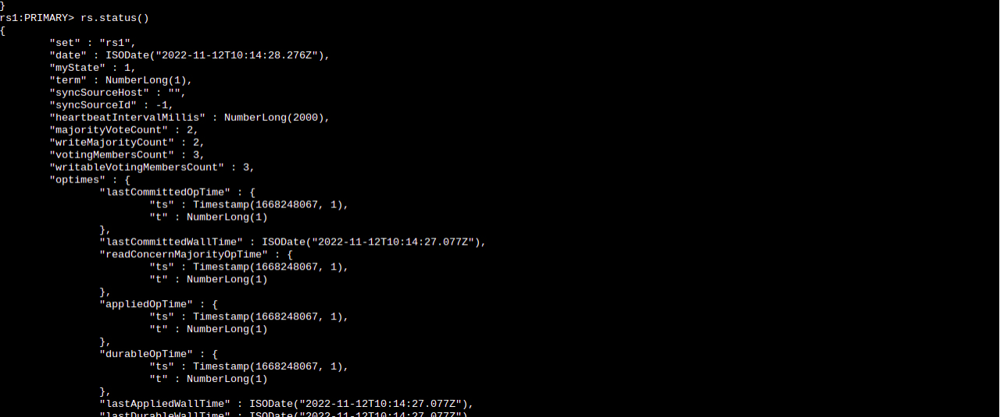 }
rs1:PRIMARY> rs.status()
{
        "set" : "rs1",
        "date" : ISODate("2022-11-12T10:14:28.276Z"),
        "myState" : 1,
        "term" : NumberLong(1),
        "syncSourceHost" : "",
        "syncSourceId" : -1,
        "heartbeatIntervalMillis" : NumberLong(2000),
        "majorityVoteCount" : 2,
        "writeMajorityCount" : 2,
        "votingMembersCount" : 3,
        "writableVotingMembersCount" : 3,
        "optimes" : {
                "lastCommittedOpTime" : {
                        "ts" : Timestamp(1668248067, 1),
                        "t" : NumberLong(1)
                },
                "lastCommittedWallTime" : ISODate("2022-11-12T10:14:27.077Z"),
                "readConcernMajorityOpTime" : {
                        "ts" : Timestamp(1668248067, 1),
                        "t" : NumberLong(1)
                },
                "appliedOpTime" : {
                        "ts" : Timestamp(1668248067, 1),
                        "t" : NumberLong(1)
                },
                "durableOpTime" : {
                        "ts" : Timestamp(1668248067, 1),
                        "t" : NumberLong(1)
                },
                "lastAppliedWallTime" : ISODate("2022-11-12T10:14:27.077Z"),
                "lastDurableWallTime" : ISODate("2022-11-12T10:14:27.077Z")